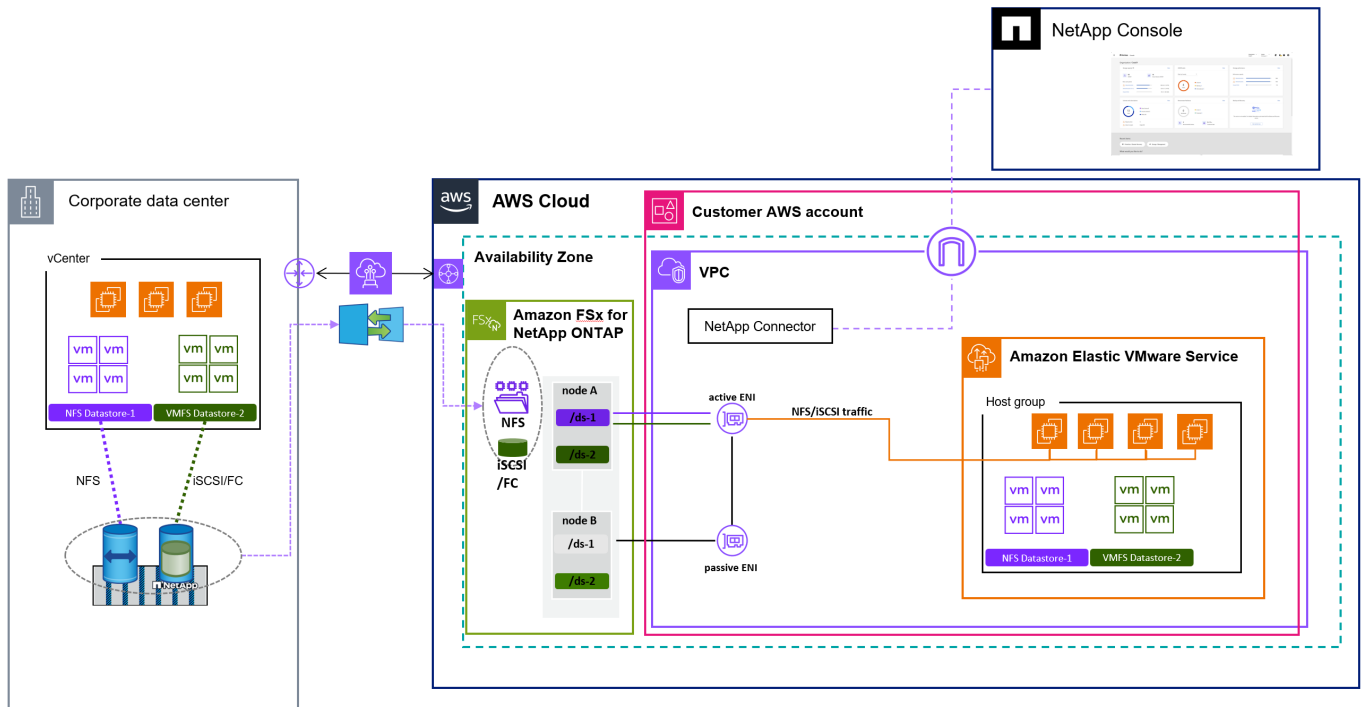 NetApp Console
Corporate data center
vCenter
vm vm
vm vm
vm vm
vm vm
NFS Datastore-1
VMFS Datastore-2
NFS
iSCSI/FC
NetApp
aws
AWS Cloud
Availability Zone
FSx
N
Amazon FSx for
NetApp ONTAP
NFS
iSCSI
/FC
node A
/ds-1
/ds-2
node B
/ds-1
/ds-2
Customer AWS account
VPC
NetApp Connector
active ENI
NFS/iSCSI traffic
passive ENI
Amazon Elastic VMware Service
Host group
vm vm
vm vm
vm vm
vm vm
NFS Datastore-1
VMFS Datastore-2